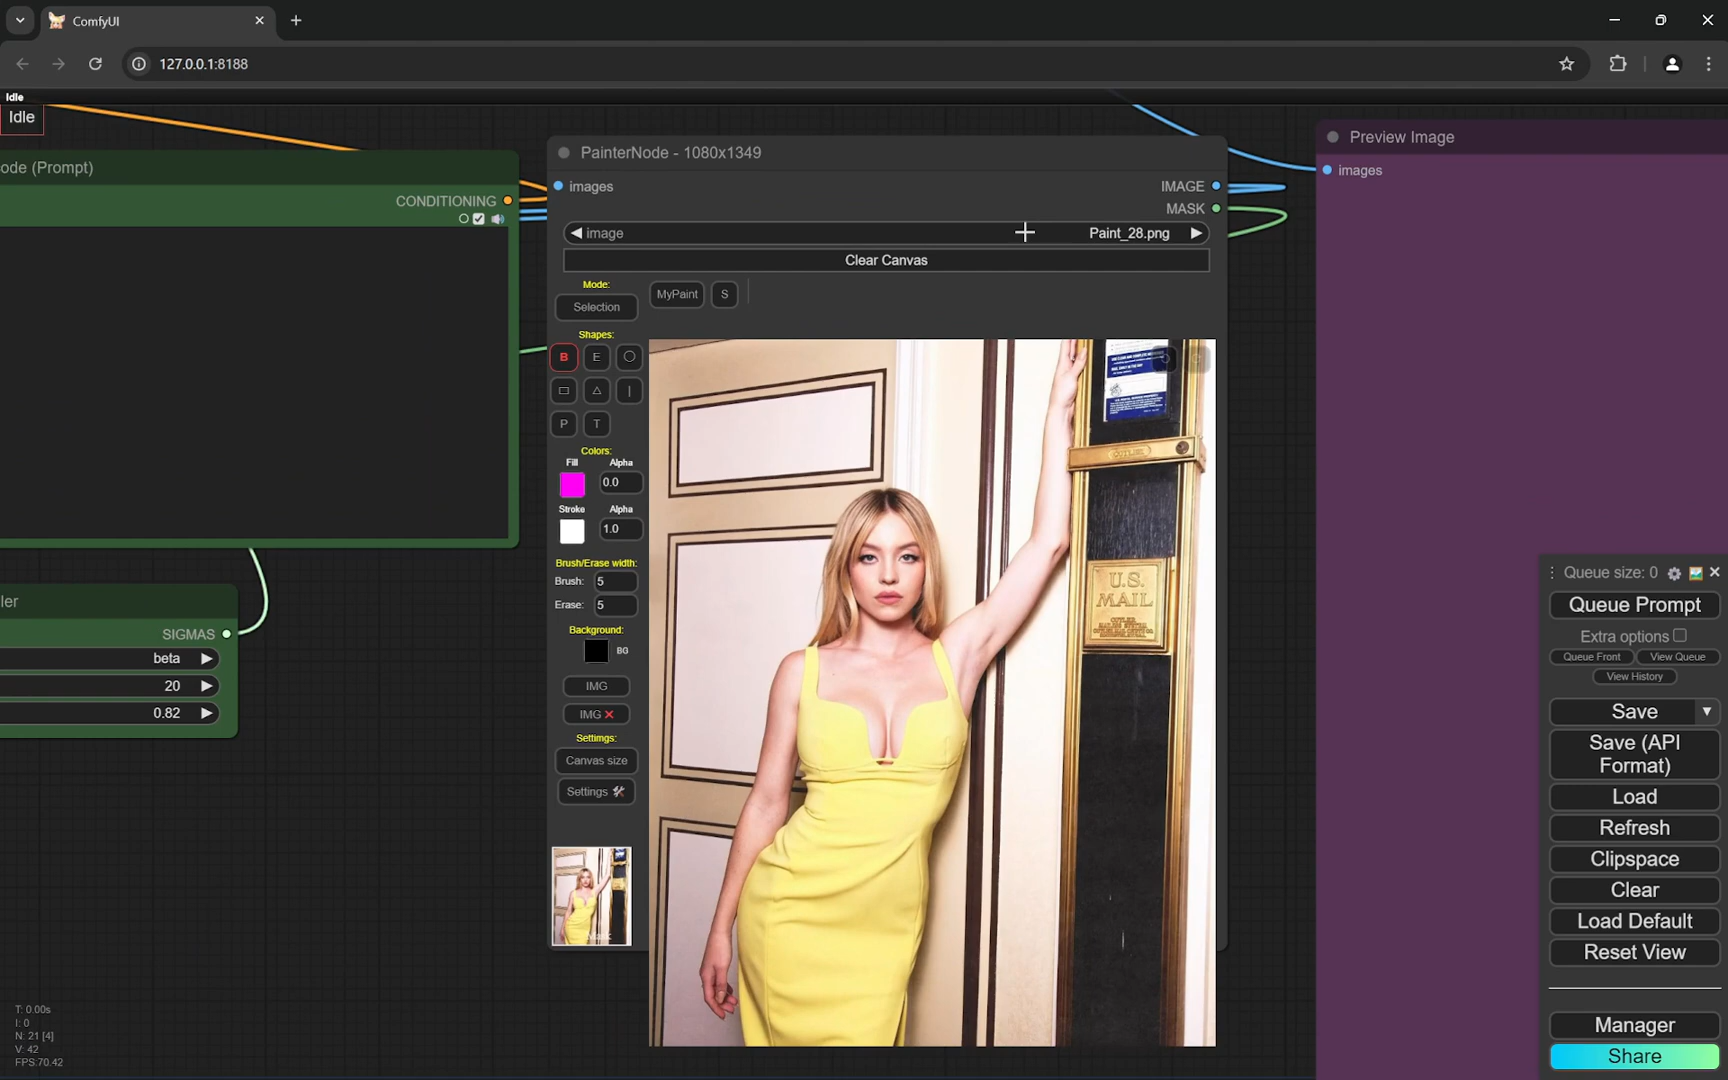 ComfyUI
127.0.0.1:8188
Idle
Idle
ode (Prompt)
CONDITIONING
ler
SIGMAS
beta
20
0.82
T: 0.00s
I: 0
N: 21 [4]
V: 42
FPS:70.42
PainterNode - 1080x1349
images
IMAGE
MASK
image
Paint_28.png
Clear Canvas
Mode:
Selection
MyPaint
S
Shapes:
B
E
P
T
Colors:
Fill
Alpha
0.0
Stroke
Alpha
1.0
Brush/Erase width:
Brush:
5
Erase:
5
Background:
BG
IMG
IMG
Settimgs:
Canvas size
Settings
CUTLER
U.S.
MAIL
Preview Image
images
Queue size: 0
Queue Prompt
Extra options
Queue Front
View Queue
View History
Save
Save (API
Format)
Load
Refresh
Clipspace
Clear
Load Default
Reset View
Manager
Share